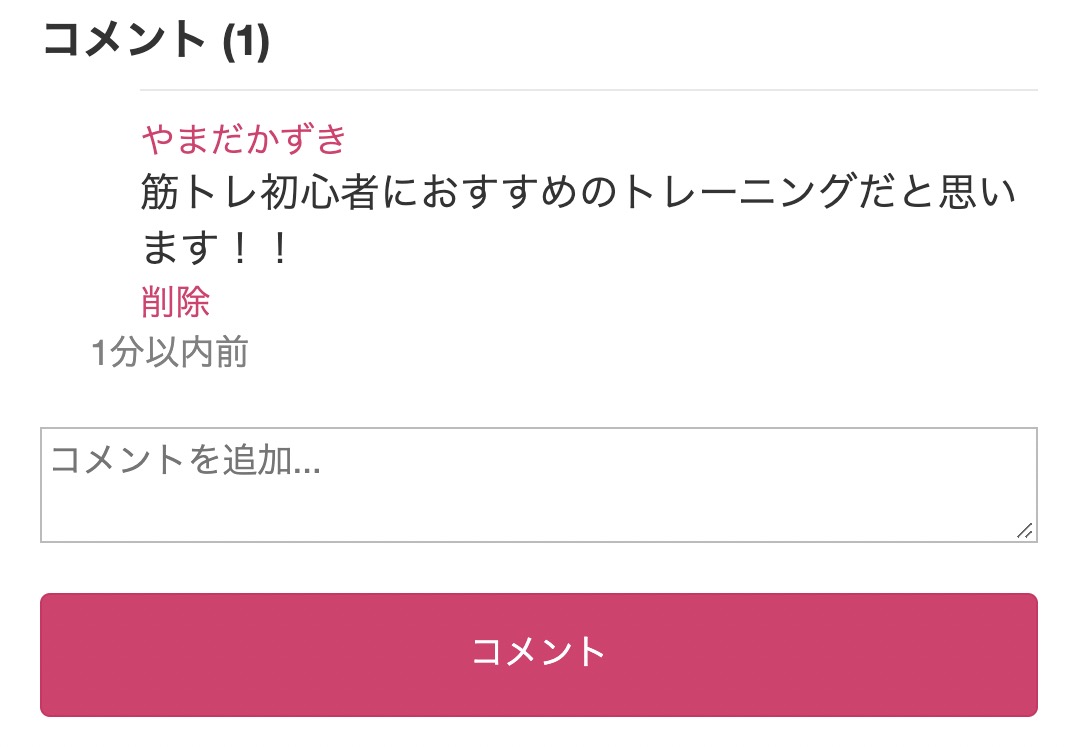 コメント (1)
やまだかずき
筋トレ初心者におすすめのトレーニングだと思い
ます！！
削除
1分以内前
コメントを追加...
コメント